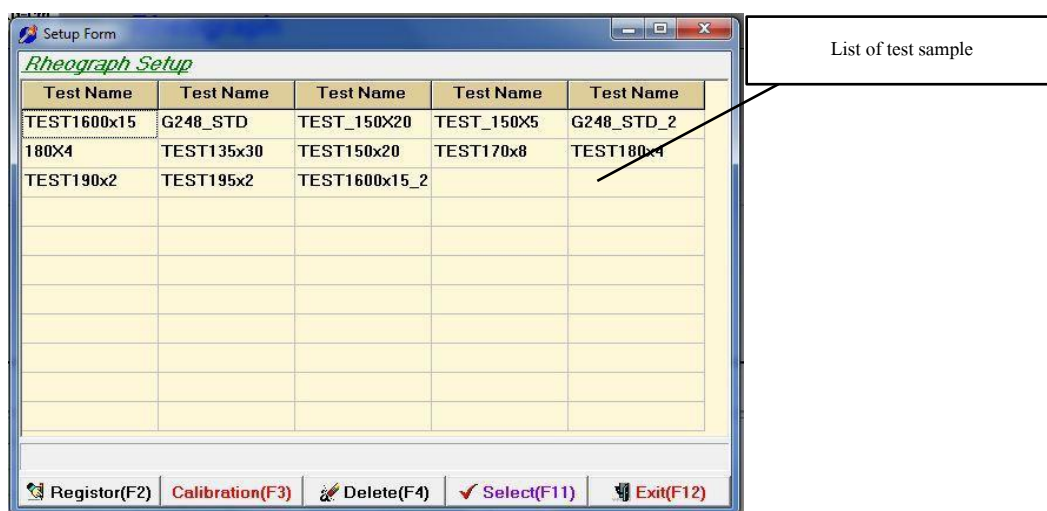 Setup Form
List of test sample
Rheograph Setup
Test Name Test Name Test Name Test Name Test Name
TEST1600x15 G248_STD TEST_150X20 TEST_150X5 G248_STD_2
180X4 TEST135x30 TEST150x20 TEST170x8 TEST180x4
TEST190x2 TEST195x2 TEST1600x15_2
Registor(F2) Calibration(F3) Delete(F4) Select(F11) Exit(F12)